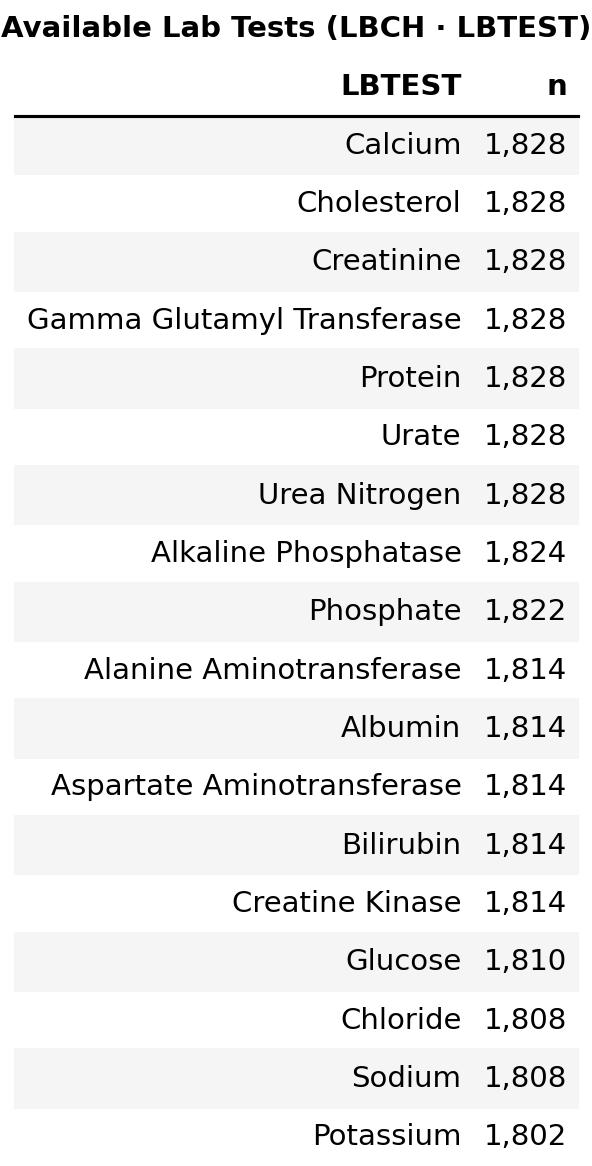 Available Lab Tests (LBCH · LBTEST)
LBTEST n
Calcium 1,828
Cholesterol 1,828
Creatinine 1,828
Gamma Glutamyl Transferase 1,828
Protein 1,828
Urate 1,828
Urea Nitrogen 1,828
Alkaline Phosphatase 1,824
Phosphate 1,822
Alanine Aminotransferase 1,814
Albumin 1,814
Aspartate Aminotransferase 1,814
Bilirubin 1,814
Creatine Kinase 1,814
Glucose 1,810
Chloride 1,808
Sodium 1,808
Potassium 1,802